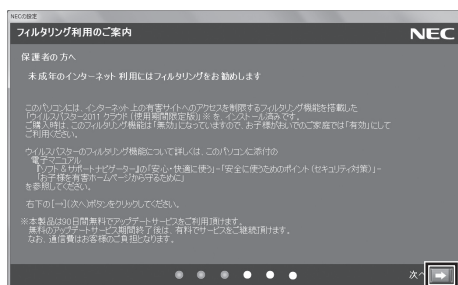 NECの設定
フィルタリング利用のご案内
NEC
保護者の方へ
未成年のインターネット利用にはフィルタリングをお勧めします
このパソコンには、インターネット上の有害サイトへのアクセスを制限するフィルタリング機能を搭載した
「ウイルスバスター2011 クラウド(使用期間限定版)」※ を、インストール済みです。
ご購入時は、このフィルタリング機能は「無効」になっていますので、お子様がおいでのご家庭では「有効」にして
ご利用ください。
ウイルスバスターのフィルタリング機能について詳しくは、このパソコンに添付の
電子マニュアル
『ソフト&サポートナビゲーター』の「安心・快適に使う」-「安全に使うためのポイント(セキュリティ対策)」-
「お子様を有害ホームページから守るために」
を参照してください。
右下の[→](次へ)ボタンをクリックしてください。
※本製品は90日間無料でアップデートサービスをご利用頂けます。
無料のアップデートサービス期間終了後は、有料でサービスをご継続頂けます。
なお、通信費はお客様のご負担となります。
次へ